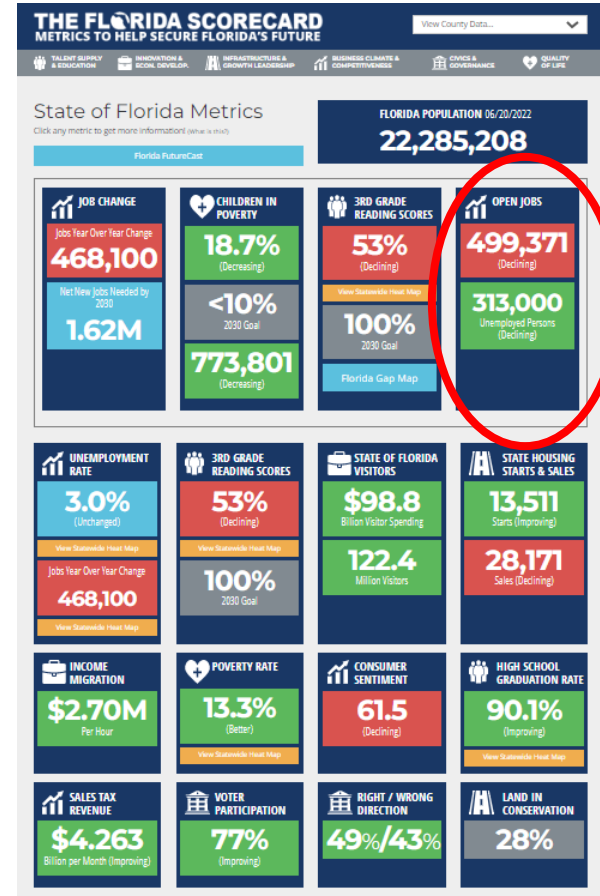 THE FLORIDA SCORECARD
METRICS TO HELP SECURE FLORIDA'S FUTURE
View County Data...
TALENT SUPPLY & EDUCATION
INNOVATION & ECON. DEVELOP.
INFRASTRUCTURE & GROWTH LEADERSHIP
BUSINESS CLIMATE & COMPETITIVENESS
CIVICS & GOVERNANCE
QUALITY OF LIFE
State of Florida Metrics
Click any metric to get more information! (What is this?)
Florida FutureCast
FLORIDA POPULATION 06/20/2022
22,285,208
JOB CHANGE
Jobs Year Over Year Change
468,100
Net New Jobs Needed by
2030
1.62M
CHILDREN IN
POVERTY
18.7%
(Decreasing)
<10%
2030 Goal
773,801
(Decreasing)
3RD GRADE
READING SCORES
53%
(Declining)
View Statewide Heat Map
100%
2030 Goal
Florida Gap Map
OPEN JOBS
499,371
(Declining)
313,000
Unemployed Persons
(Declining)
UNEMPLOYMENT
RATE
3.0%
(Unchanged)
View Statewide Heat Map
Jobs Year Over Year Change
468,100
View Statewide Heat Map
3RD GRADE
READING SCORES
53%
(Declining)
View Statewide Heat Map
100%
2030 Goal
STATE OF FLORIDA
VISITORS
$98.8
Billion Visitor Spending
122.4
Million Visitors
STATE HOUSING
STARTS & SALES
13,511
Starts (Improving)
28,171
Sales (Declining)
INCOME
MIGRATION
$2.70M
Per Hour
POVERTY RATE
13.3%
(Better)
View Statewide Heat Map
CONSUMER
SENTIMENT
61.5
(Declining)
HIGH SCHOOL
GRADUATION RATE
90.1%
(Improving)
View Statewide Heat Map
SALES TAX
REVENUE
$4.263
Billion per Month (Improving)
VOTER
PARTICIPATION
77%
(Improving)
RIGHT / WRONG
DIRECTION
49%/43%
LAND IN
CONSERVATION
28%